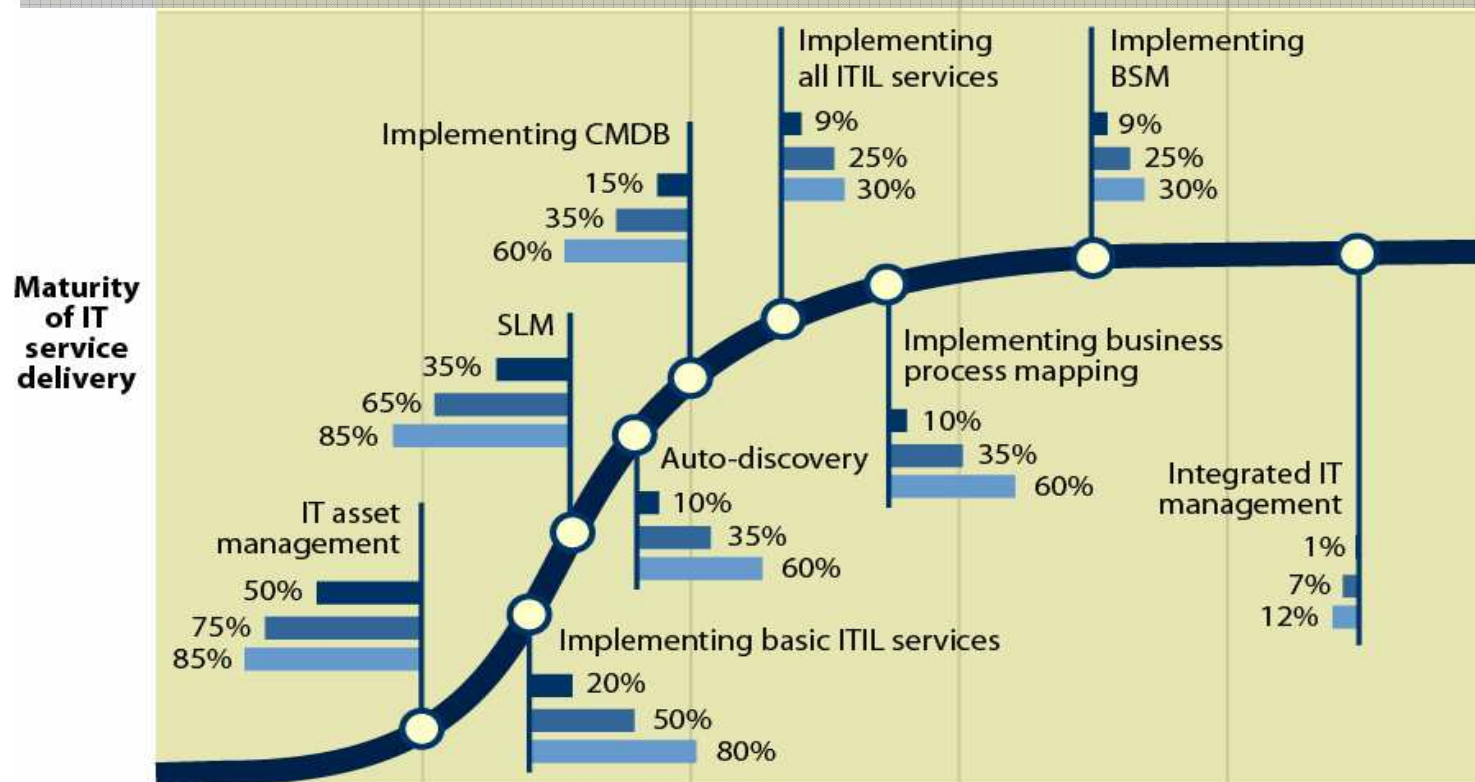 Maturity
of IT
service
delivery
IT asset
management
50%
75%
85%
Implementing basic ITIL services
20%
50%
80%
SLM
35%
65%
85%
Auto-discovery
10%
35%
60%
Implementing CMDB
15%
35%
60%
Implementing
all ITIL services
9%
25%
30%
Implementing business
process mapping
10%
35%
60%
Implementing
BSM
9%
25%
30%
Integrated IT
management
1%
7%
12%